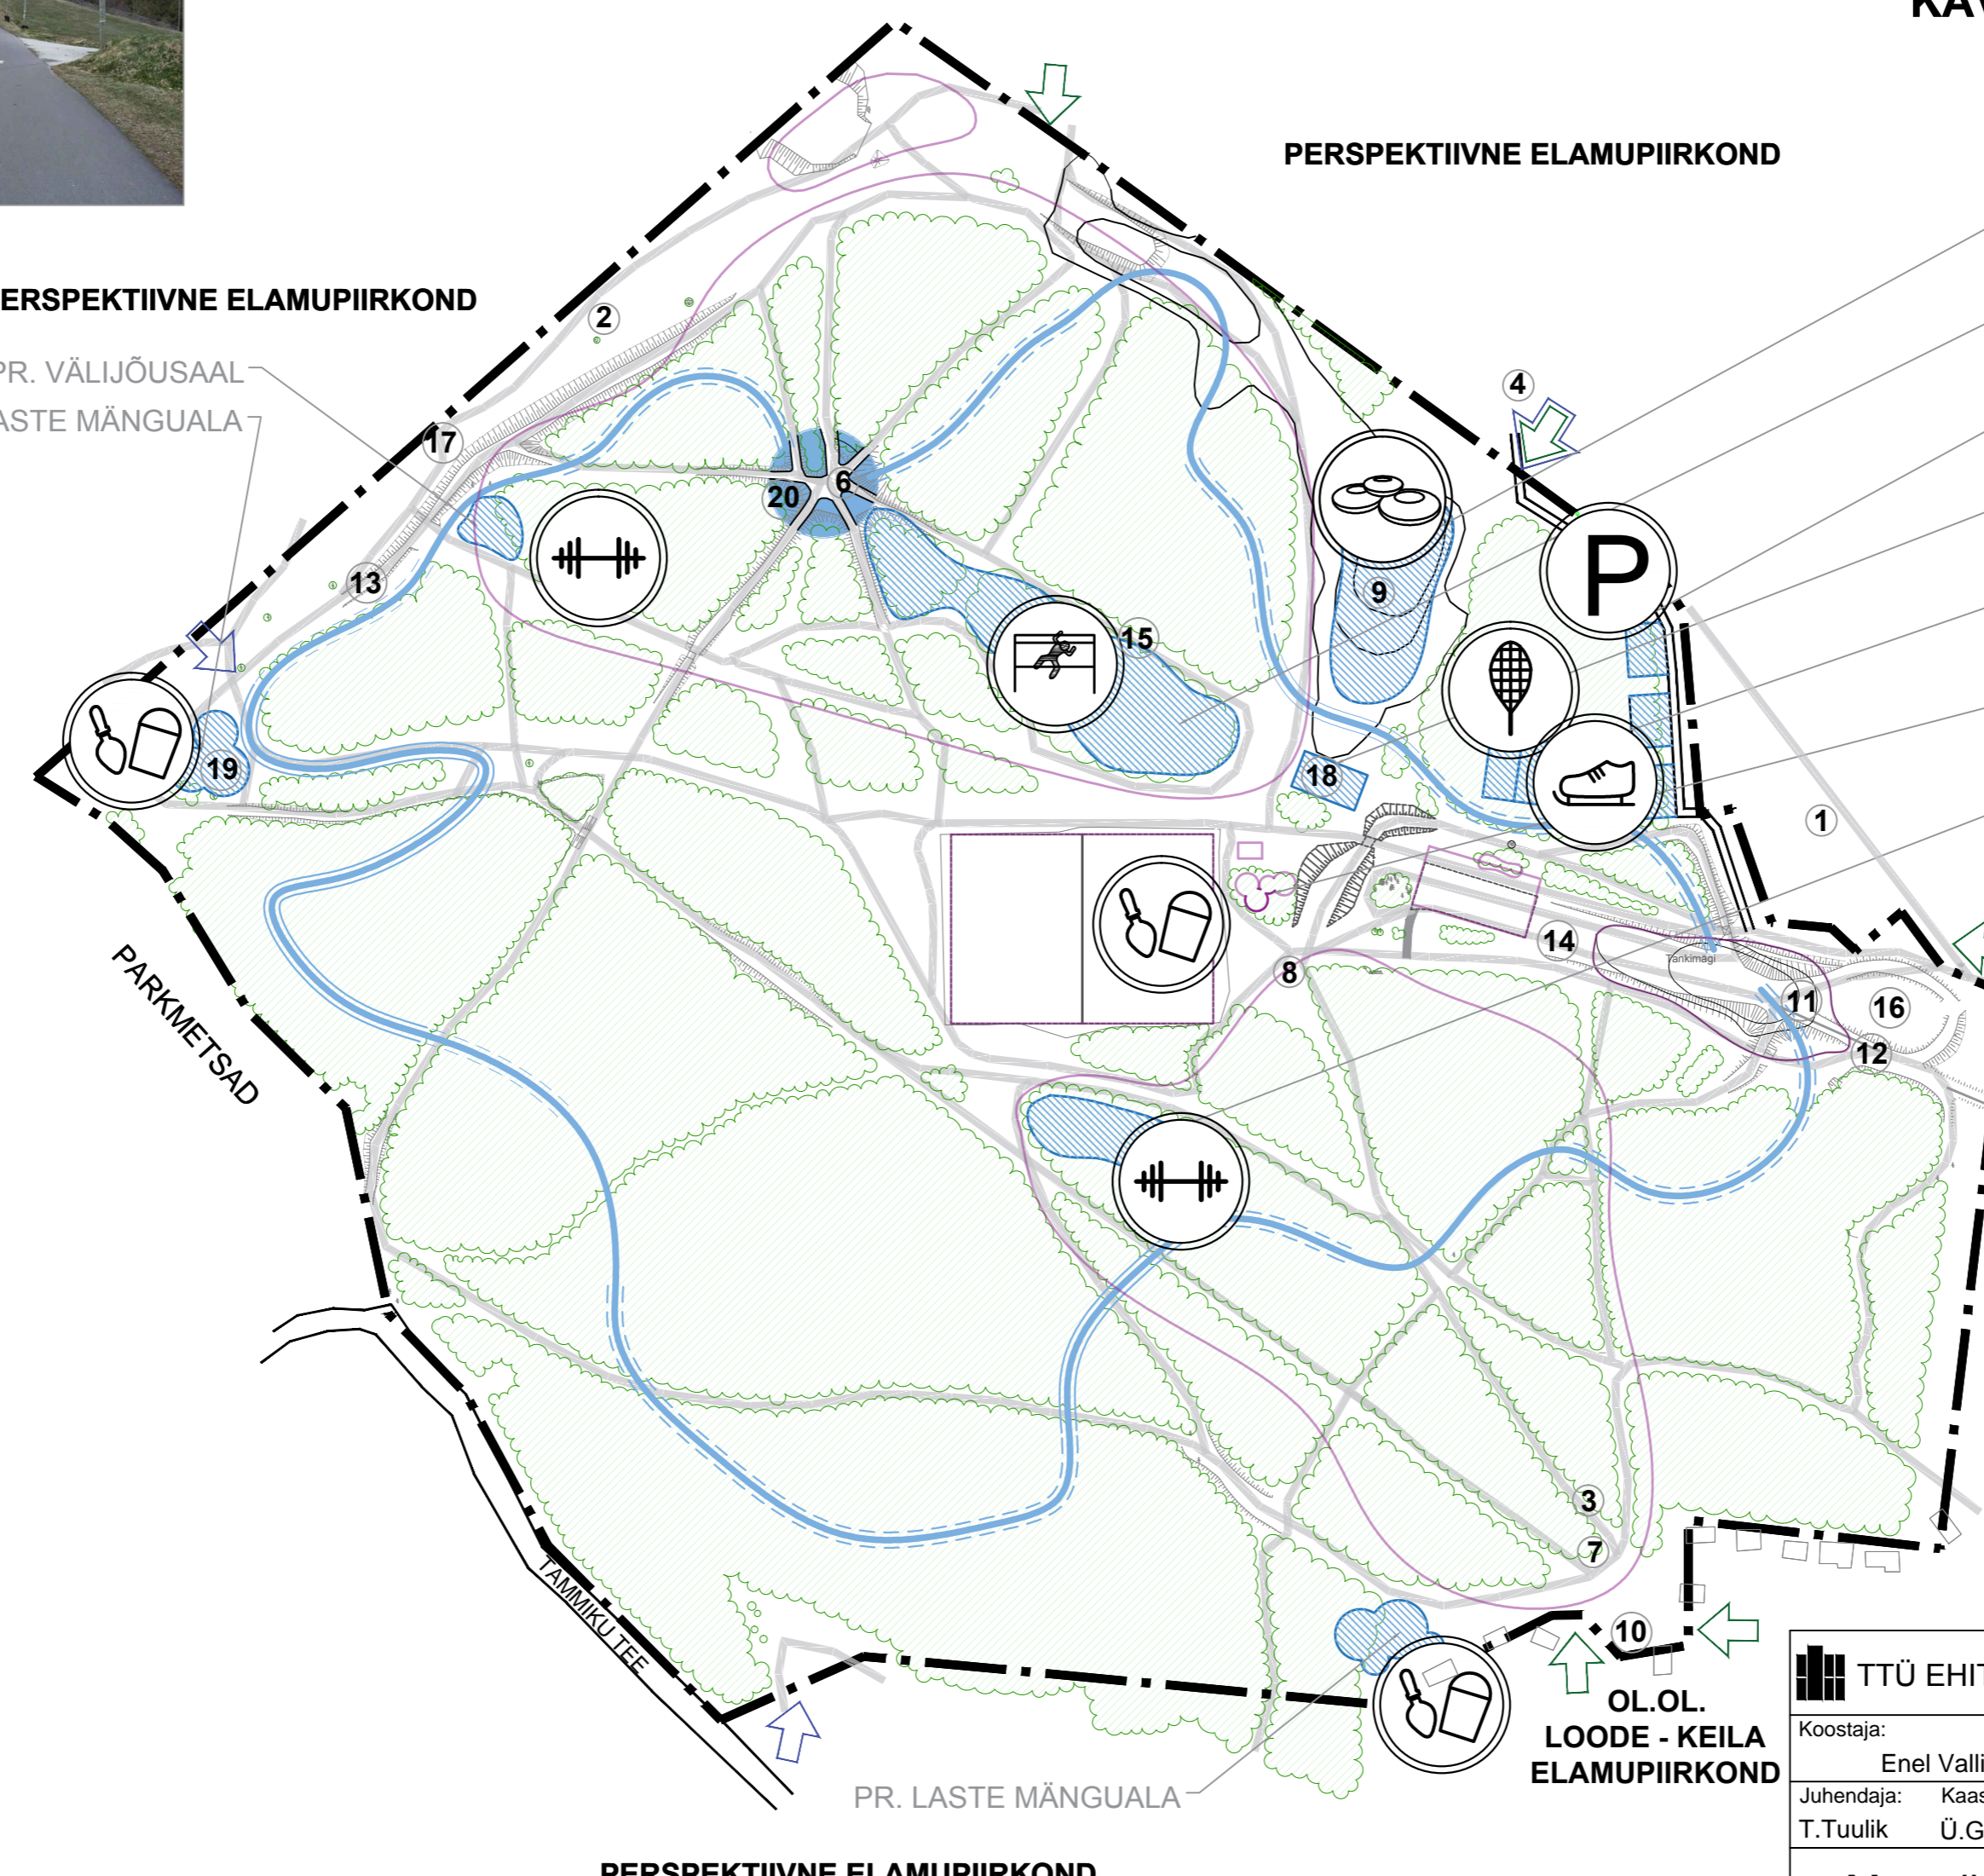 PERSPEKTIIVNE ELAMUPIIRKOND
ERSPEKTIIVNE ELAMUPIIRKOND
PR. VÄLIJÕUSAAL
ASTE MÄNGUALA
2
17
4
6
20
13
9
P
15
19
18
1
14
8
Tankimägi
11
16
12
PARKMETSAD
3
7
10
TAMMIKU TEE
OL.OL.
LOODE - KEILA
ELAMUPIIRKOND
PR. LASTE MÄNGUALA
PERSPEKTIIVNE ELAMUPIIRKOND
TTÜ EHIT
Koostaja:
Enel Valli
Juhendaja: Kaas
T.Tuulik Ü.G